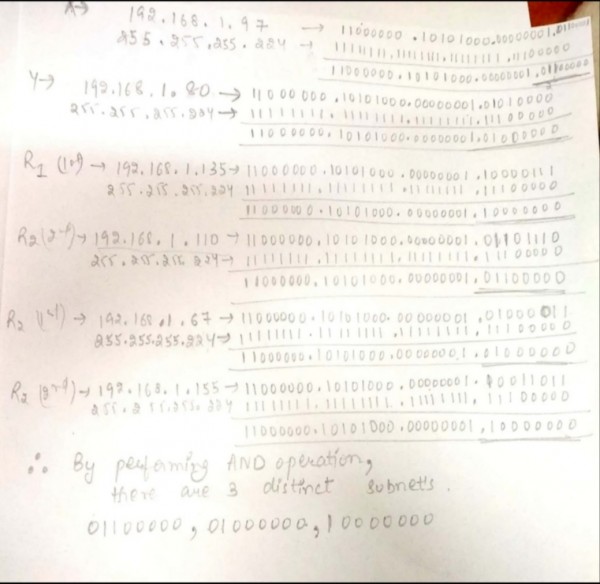 X→ 192.168.1.97 → 11000000.10101000.00000001.01100001
255.255.255.224 → 11111111.11111111.11111111.11100000
11000000.10101000.00000001.01100000
Y→ 192.168.1.80 → 11000000.10101000.00000001.01010000
255.255.255.224 → 11111111.11111111.11111111.11100000
11000000.10101000.00000001.01000000
R1 (1st) → 192.168.1.135 → 11000000.10101000.00000001.10000111
255.255.255.224 11111111.11111111.11111111.11100000
11000000.10101000.00000001.10000000
R2 (2nd) → 192.168.1.110 → 11000000.10101000.00000001.01101110
255.255.255.224 → 11111111.11111111.11111111.11100000
11000000.10101000.00000001.01100000
R2 (1st) → 192.168.1.67 → 11000000.10101000.00000001.01000011
255.255.255.224 → 11111111.11111111.11111111.11100000
11000000.10101000.00000001.01000000
R2 (2nd) → 192.168.1.155 → 11000000.10101000.00000001.10011011
255.255.255.224 11111111.11111111.11111111.11100000
11000000.10101000.00000001.10000000
∴ By performing AND operation,
there are 3 distinct subnet's.
01100000, 01000000, 10000000